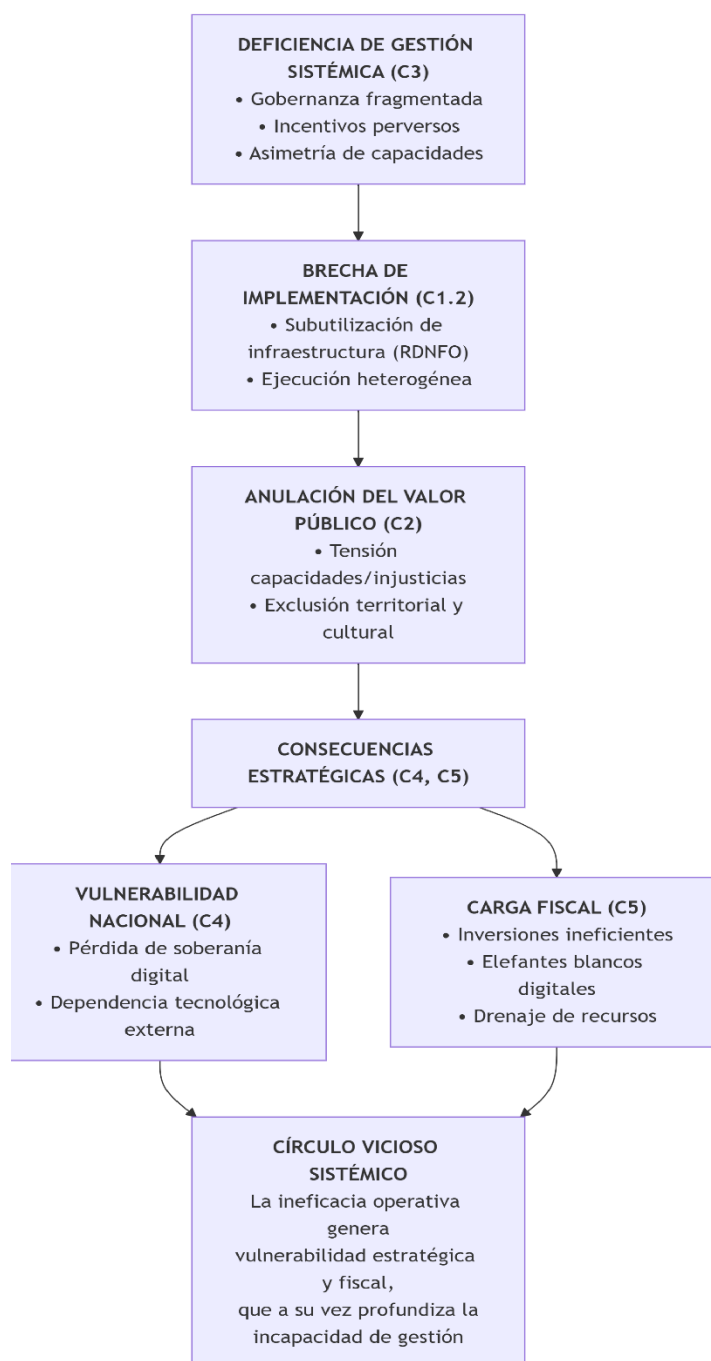 DEFICIENCIA DE GESTIÓN
SISTÉMICA (C3)
• Gobernanza fragmentada
• Incentivos perversos
• Asimetría de capacidades
BRECHA DE
IMPLEMENTACIÓN (C1.2)
• Subutilización de
infraestructura (RDNFO)
• Ejecución heterogénea
ANULACIÓN DEL VALOR
PÚBLICO (C2)
• Tensión
capacidades/injusticias
• Exclusión territorial y
cultural
CONSECUENCIAS
ESTRATÉGICAS (C4, C5)
VULNERABILIDAD
NACIONAL (C4)
• Pérdida de soberanía
digital
• Dependencia tecnológica
externa
CARGA FISCAL (C5)
• Inversiones ineficientes
• Elefantes blancos
digitales
• Drenaje de recursos
CÍRCULO VICIOSO
SISTÉMICO
La ineficacia operativa
genera
vulnerabilidad estratégica
y fiscal,
que a su vez profundiza la
incapacidad de gestión